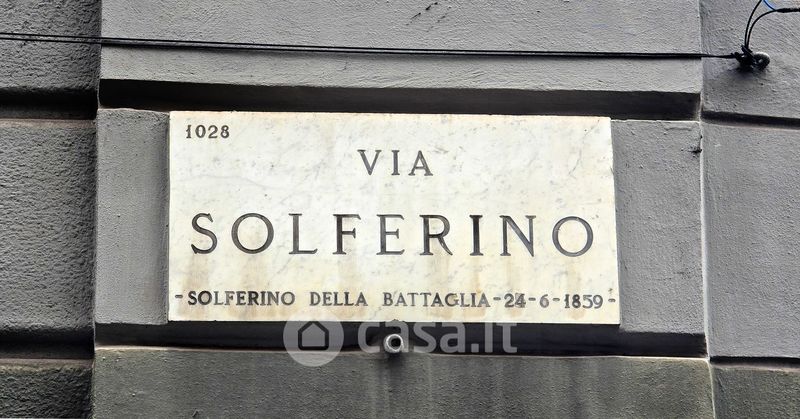 1028
VIA
SOLFERINO
- SOLFERINO DELLA BATTAGLIA-24-6-1859-
casa.it